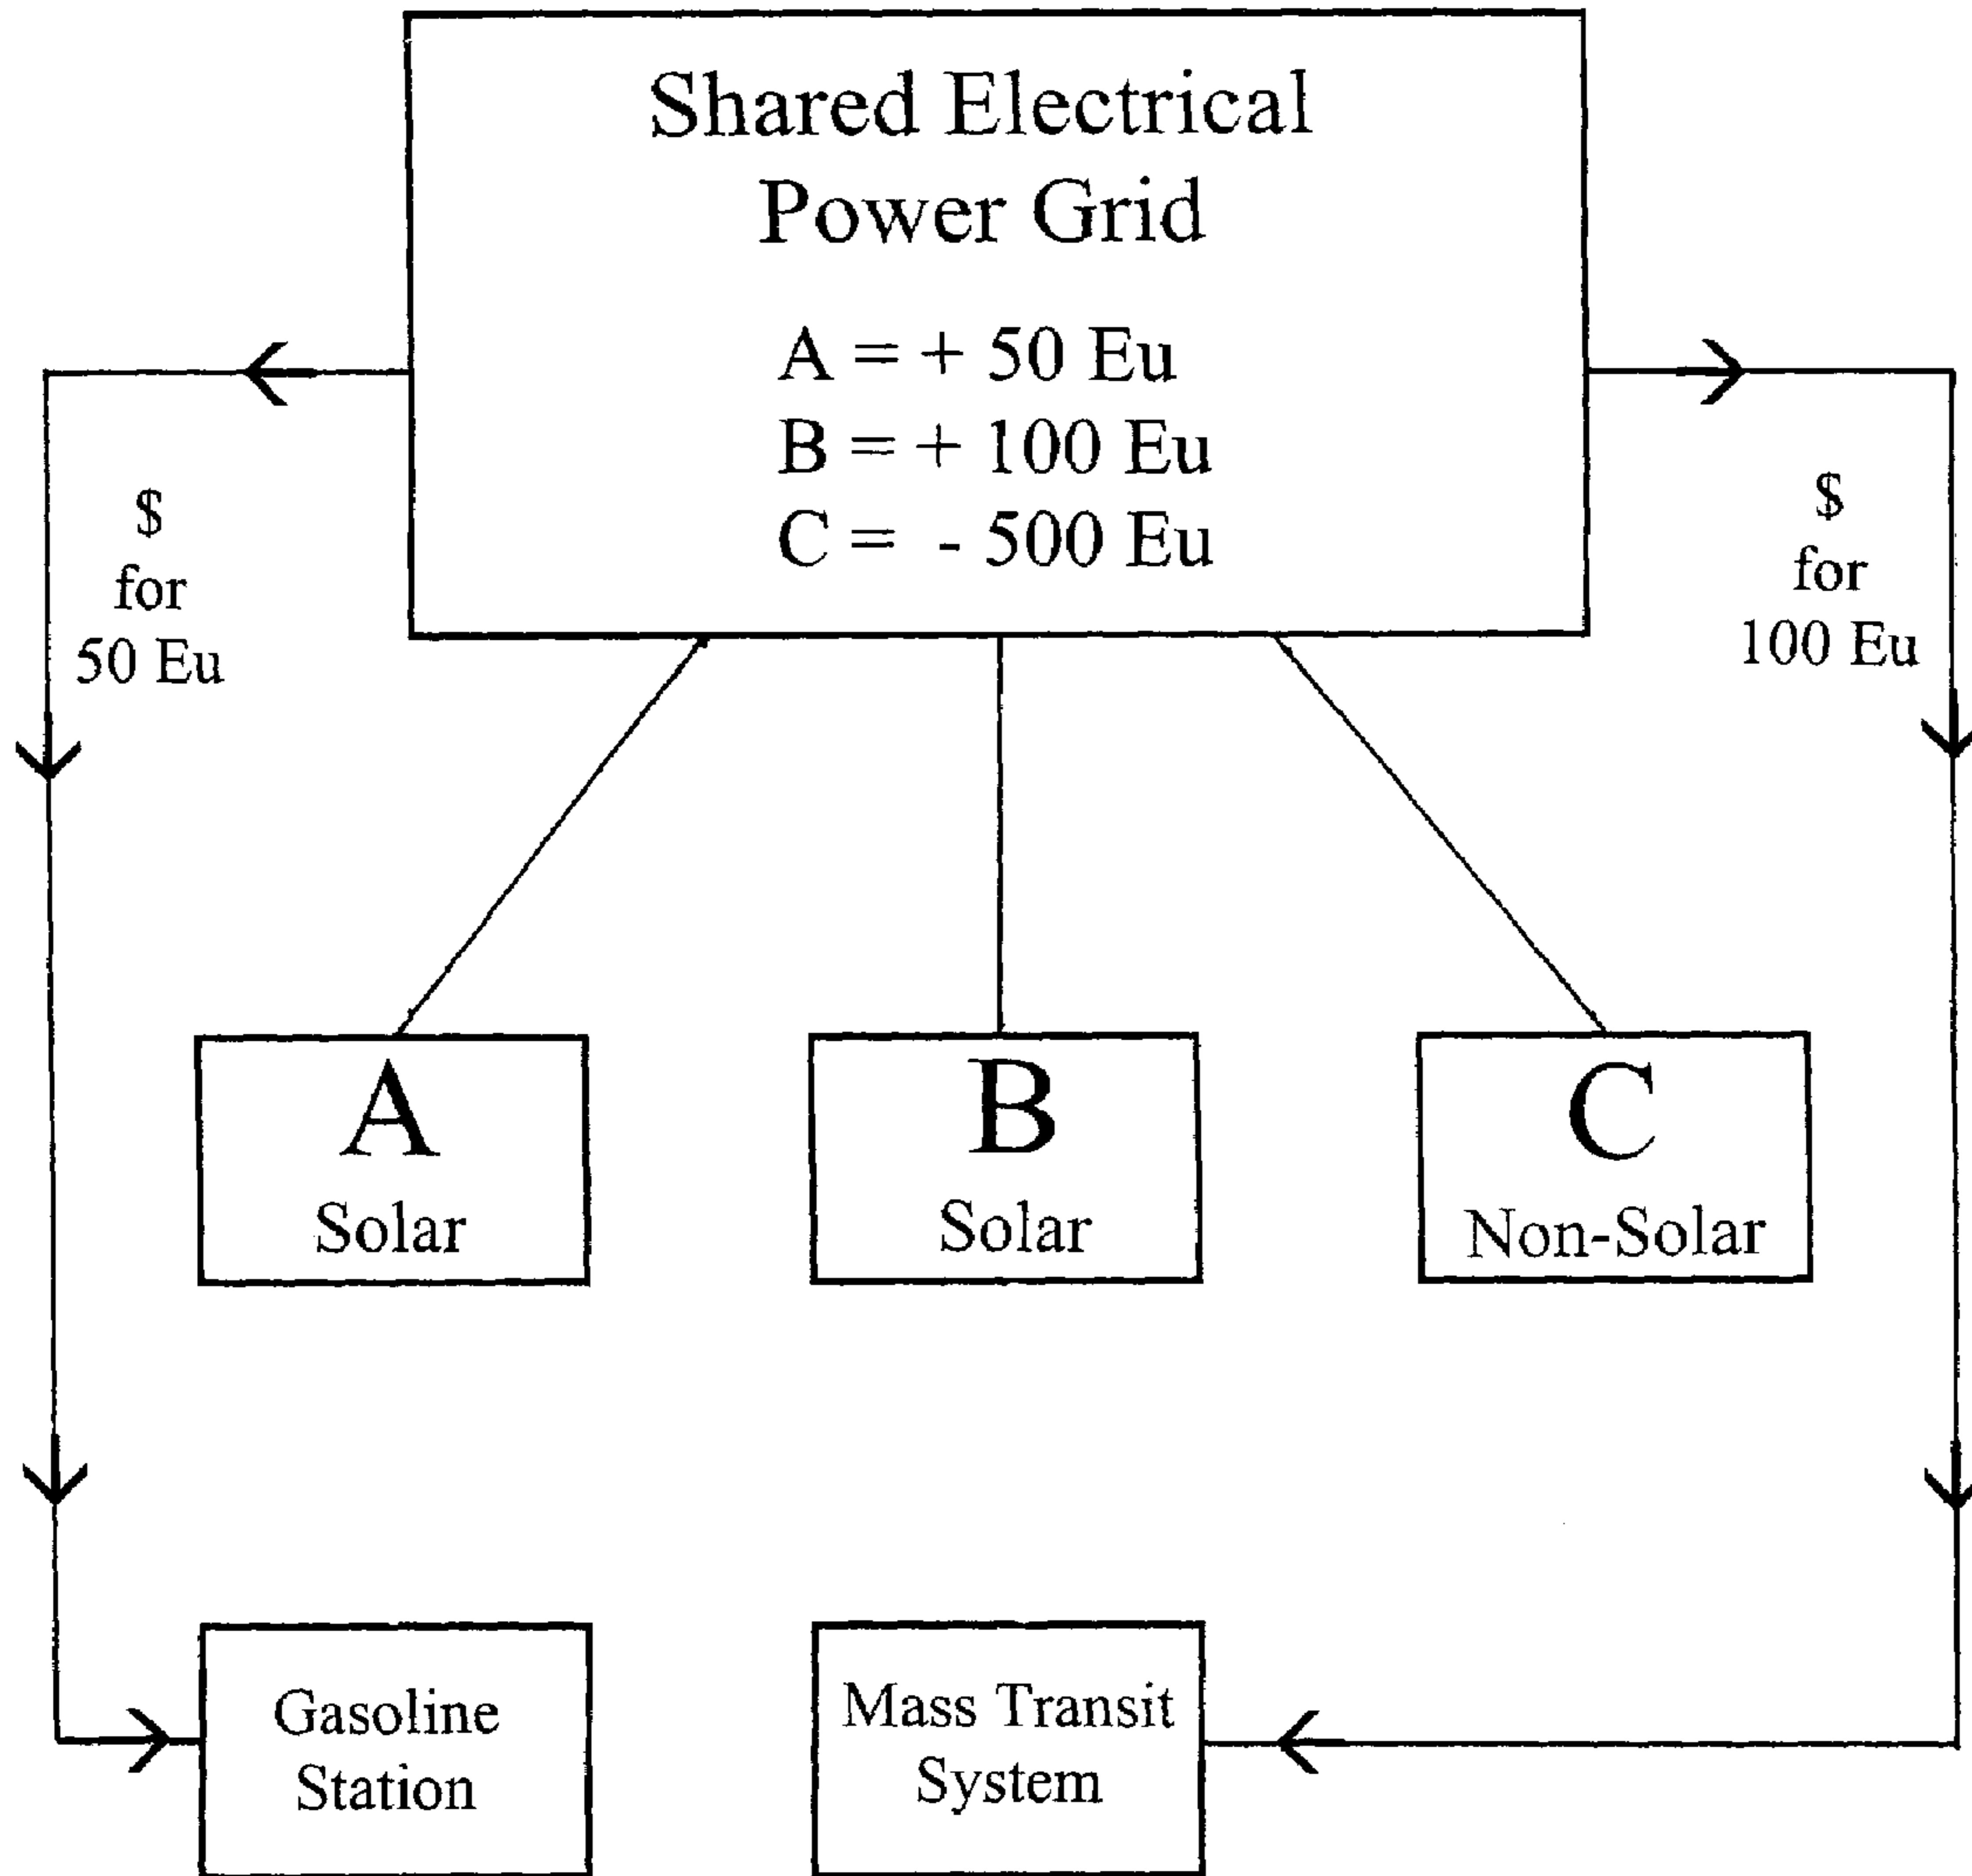 Shared Electrical
Power Grid
A = + 50 Eu
B = + 100 Eu
C = - 500 Eu
$
for
50 Eu
$
for
100 Eu
A
Solar
B
Solar
C
Non-Solar
Gasoline
Station
Mass Transit
System